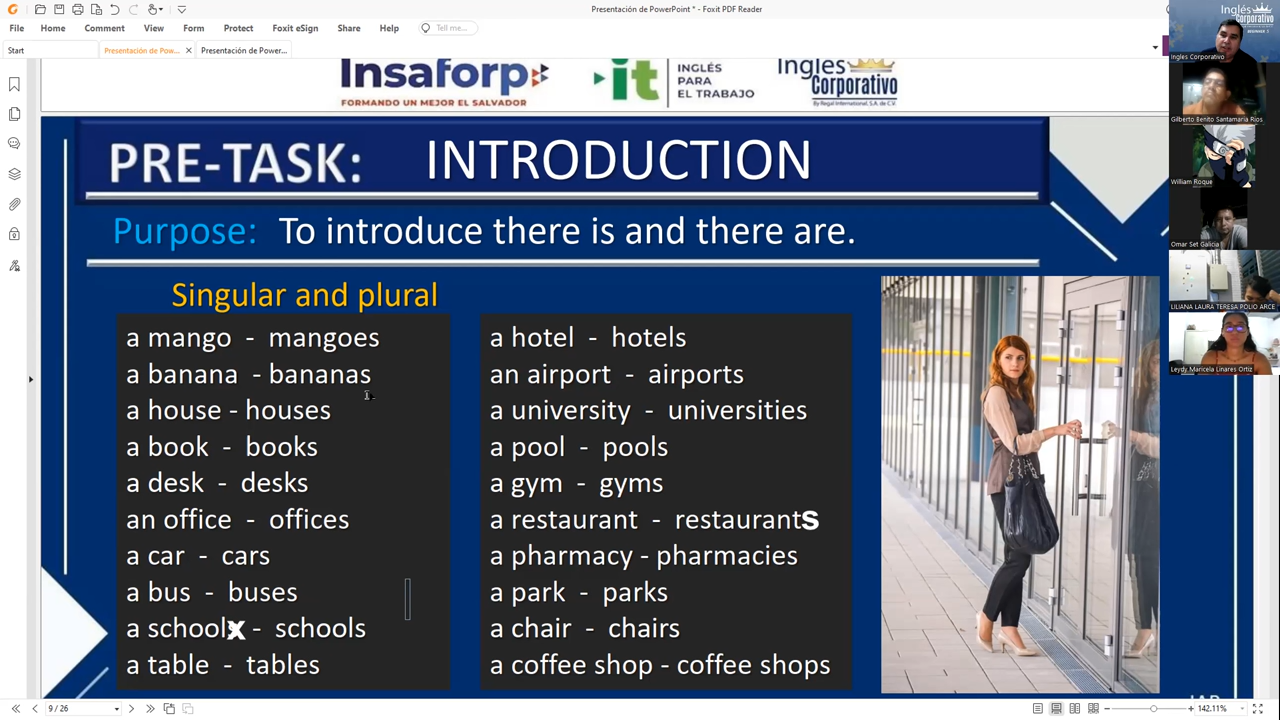 Presentación de PowerPoint * - Foxit PDF Reader
File Home Comment View Form Protect Foxit eSign Share Help Tell me...
Start Presentación de Pow... Presentación de Power...
Insaforp
FORMANDO UN MEJOR EL SALVADOR
it
INGLÉS
PARA
EL TRABAJO
Inglés
Corporativo
By Regal International, S.A. de C.V.
PRE-TASK: INTRODUCTION
Purpose: To introduce there is and there are.
Singular and plural
a mango - mangoes
a banana - bananas
a house - houses
a book - books
a desk - desks
an office - offices
a car - cars
a bus - buses
a schoolx - schools
a table - tables
a hotel - hotels
an airport - airports
a university - universities
a pool - pools
a gym - gyms
a restaurant - restaurants
a pharmacy - pharmacies
a park - parks
a chair - chairs
a coffee shop - coffee shops
Inglés
Corporativo
BEGINNER 1
Ingles Corporativo
Gilberto Benito Santamaria Rios
William Roque
Omar Set Galicia
LILIANA LAURA TERESA POLIO ARCE
Leydy Maricela Linares Ortiz
9 / 26
142.11%